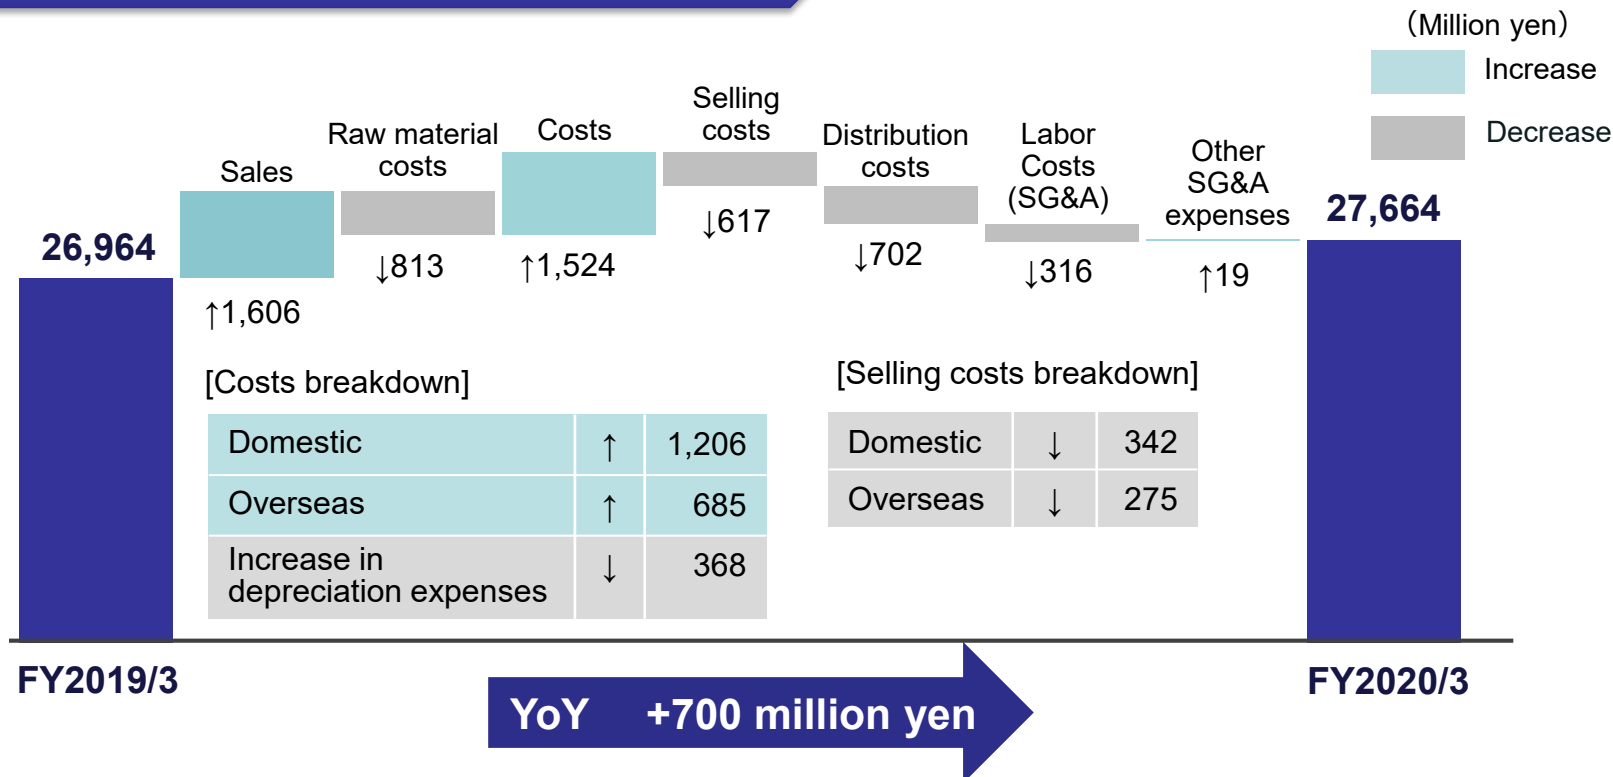 （Million yen）
Increase
Decrease
26,964
Sales
↑1,606
Raw material
costs
↓813
Costs
↑1,524
Selling
costs
↓617
Distribution
costs
↓702
Labor
Costs
(SG&A)
↓316
Other
SG&A
expenses
↑19
27,664
[Costs breakdown]
Domestic ↑ 1,206
Overseas ↑ 685
Increase in
depreciation expenses ↓ 368
[Selling costs breakdown]
Domestic ↓ 342
Overseas ↓ 275
FY2019/3
FY2020/3
YoY +700 million yen